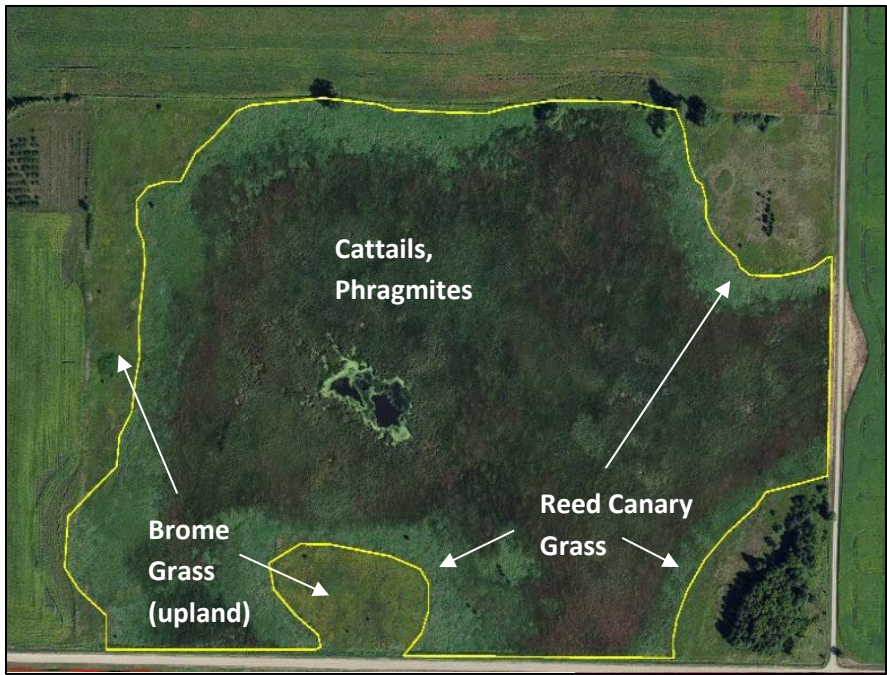 Cattails,
Phragmites
Reed Canary
Grass
Brome
Grass
(upland)